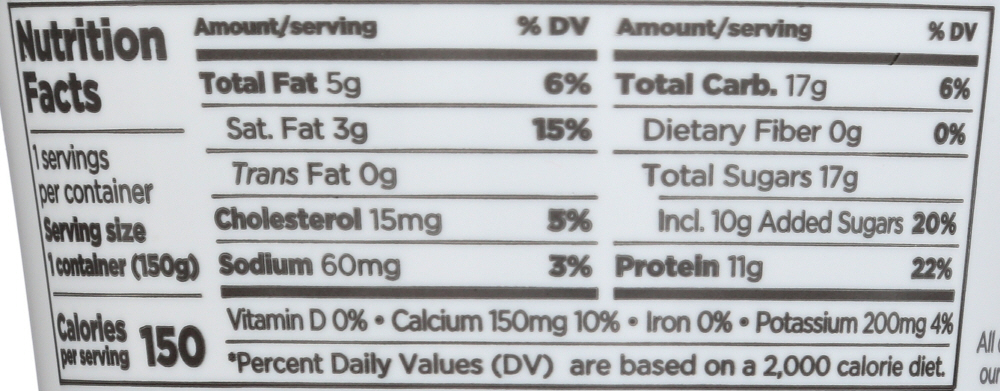 Nutrition
Facts
1 servings
per container
Serving size
1 container (150g)
Calories
per serving
150
Amount/serving % DV
Total Fat 5g 6%
Sat. Fat 3g 15%
Trans Fat 0g
Cholesterol 15mg 5%
Sodium 60mg 3%
Amount/serving % DV
Total Carb. 17g 6%
Dietary Fiber 0g 0%
Total Sugars 17g
Incl. 10g Added Sugars 20%
Protein 11g 22%
Vitamin D 0% • Calcium 150mg 10% • Iron 0% • Potassium 200mg 4%
*Percent Daily Values (DV) are based on a 2,000 calorie diet.
All